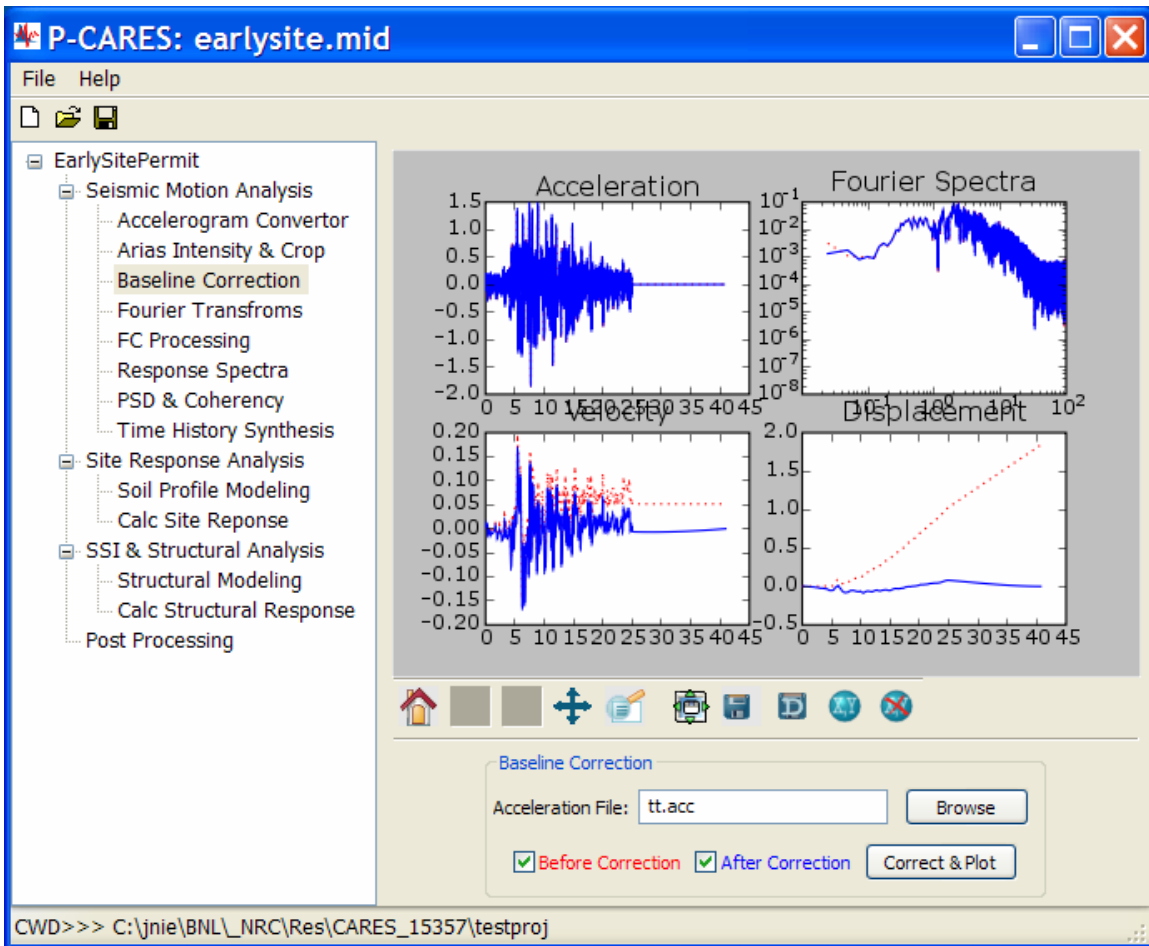 P-CARES: earlysite.mid
File Help
EarlySitePermit
Seismic Motion Analysis
Accelerogram Convertor
Arias Intensity & Crop
Baseline Correction
Fourier Transfroms
FC Processing
Response Spectra
PSD & Coherency
Time History Synthesis
Site Response Analysis
Soil Profile Modeling
Calc Site Reponse
SSI & Structural Analysis
Structural Modeling
Calc Structural Response
Post Processing
Acceleration
1.5
1.0
0.5
0.0
−0.5
−1.0
−1.5
−2.0
0 5 10 15 20 25 30 35 40 45
Fourier Spectra
10⁻¹
10⁻²
10⁻³
10⁻⁴
10⁻⁵
10⁻⁶
10⁻⁷
10⁻⁸
10⁻¹ 10⁰ 10¹ 10²
Velocity
0.20
0.15
0.10
0.05
0.00
−0.05
−0.10
−0.15
−0.20
0 5 10 15 20 25 30 35 40 45
Displacement
2.0
1.5
1.0
0.5
0.0
−0.5
0 5 10 15 20 25 30 35 40 45
D
X,Y
Baseline Correction
Acceleration File: tt.acc Browse
Before Correction After Correction Correct & Plot
CWD>>> C:\jnie\BNL\_NRC\Res\CARES_15357\testproj